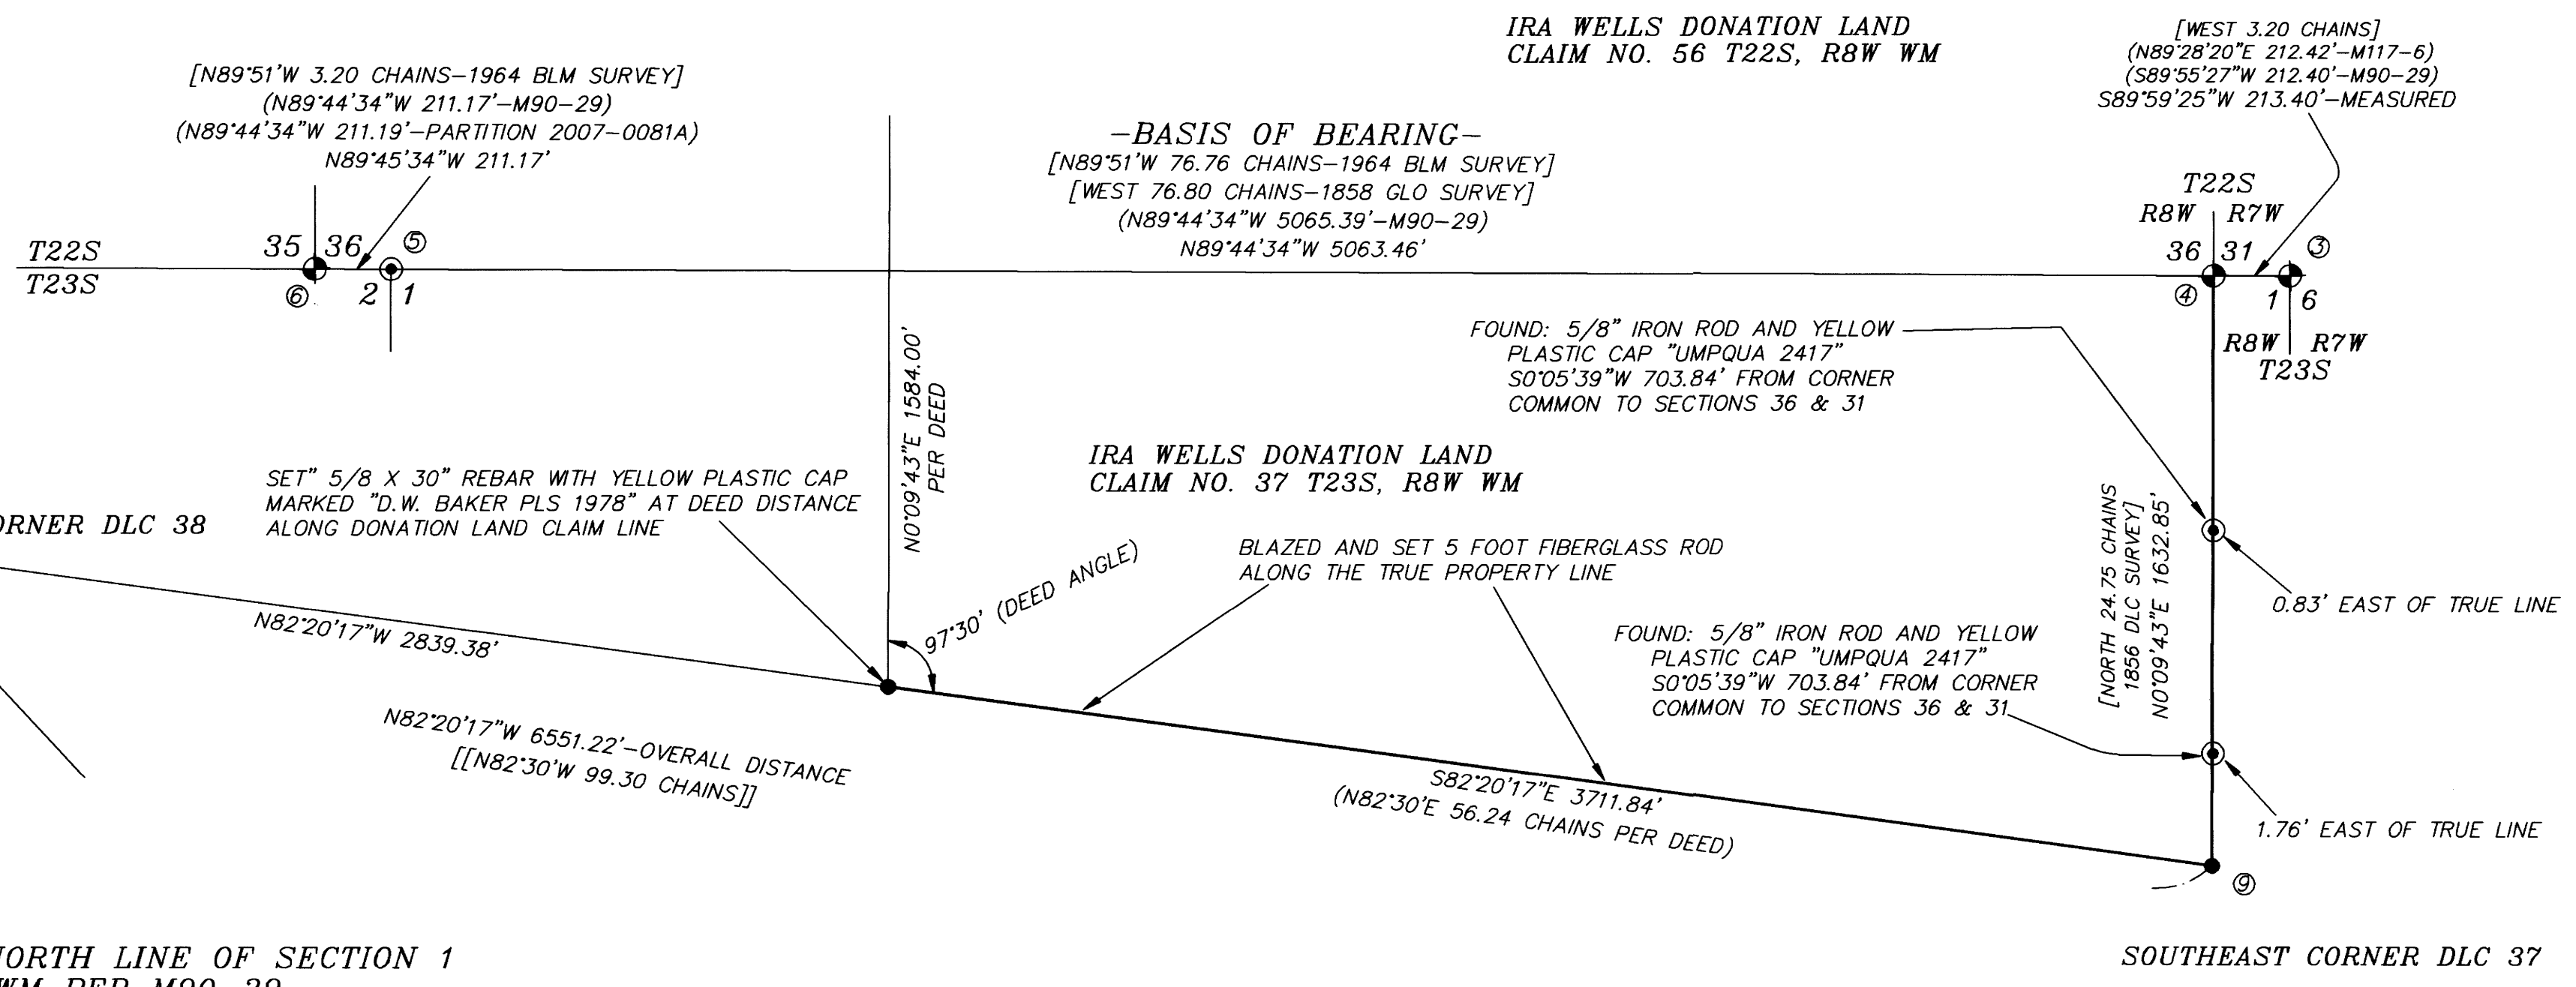 IRA WELLS DONATION LAND
CLAIM NO. 56 T22S, R8W WM
[WEST 3.20 CHAINS]
(N89°28'20"E 212.42'-M117-6)
(S89°55'27"W 212.40'-M90-29)
S89°59'25"W 213.40'-MEASURED
[N89°51'W 3.20 CHAINS-1964 BLM SURVEY]
(N89°44'34"W 211.17'-M90-29)
(N89°44'34"W 211.19'-PARTITION 2007-0081A)
N89°45'34"W 211.17'
-BASIS OF BEARING-
[N89°51'W 76.76 CHAINS-1964 BLM SURVEY]
[WEST 76.80 CHAINS-1858 GLO SURVEY]
(N89°44'34"W 5065.39'-M90-29)
N89°44'34"W 5063.46'
T22S
R8W R7W
T22S
35 36 ⑤
36 31 ③
T23S
⑥ 2 1
④ 1 6
R8W R7W
T23S
FOUND: 5/8" IRON ROD AND YELLOW
PLASTIC CAP "UMPQUA 2417"
S0°05'39"W 703.84' FROM CORNER
COMMON TO SECTIONS 36 & 31
N0°09'43"E 1584.00'
PER DEED
IRA WELLS DONATION LAND
CLAIM NO. 37 T23S, R8W WM
SET" 5/8 X 30" REBAR WITH YELLOW PLASTIC CAP
MARKED "D.W. BAKER PLS 1978" AT DEED DISTANCE
ALONG DONATION LAND CLAIM LINE
ORNER DLC 38
[NORTH 24.75 CHAINS
1856 DLC SURVEY]
N0°09'43"E 1632.85'
97°30' (DEED ANGLE)
BLAZED AND SET 5 FOOT FIBERGLASS ROD
ALONG THE TRUE PROPERTY LINE
0.83' EAST OF TRUE LINE
N82°20'17"W 2839.38'
FOUND: 5/8" IRON ROD AND YELLOW
PLASTIC CAP "UMPQUA 2417"
S0°05'39"W 703.84' FROM CORNER
COMMON TO SECTIONS 36 & 31
N82°20'17"W 6551.22'-OVERALL DISTANCE
[[N82°30'W 99.30 CHAINS]]
S82°20'17"E 3711.84'
(N82°30'E 56.24 CHAINS PER DEED)
1.76' EAST OF TRUE LINE
⑨
NORTH LINE OF SECTION 1
WM PER M90-29
SOUTHEAST CORNER DLC 37